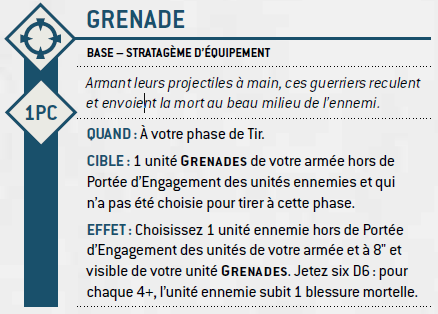 GRENADE
BASE – STRATAGÈME D'ÉQUIPEMENT
Armant leurs projectiles à main, ces guerriers reculent
et envoient la mort au beau milieu de l'ennemi.
1PC
QUAND : À votre phase de Tir.
CIBLE : 1 unité GRENADES de votre armée hors de
Portée d'Engagement des unités ennemies et qui
n'a pas été choisie pour tirer à cette phase.
EFFET : Choisissez 1 unité ennemie hors de Portée
d'Engagement des unités de votre armée et à 8" et
visible de votre unité GRENADES. Jetez six D6 : pour
chaque 4+, l'unité ennemie subit 1 blessure mortelle.